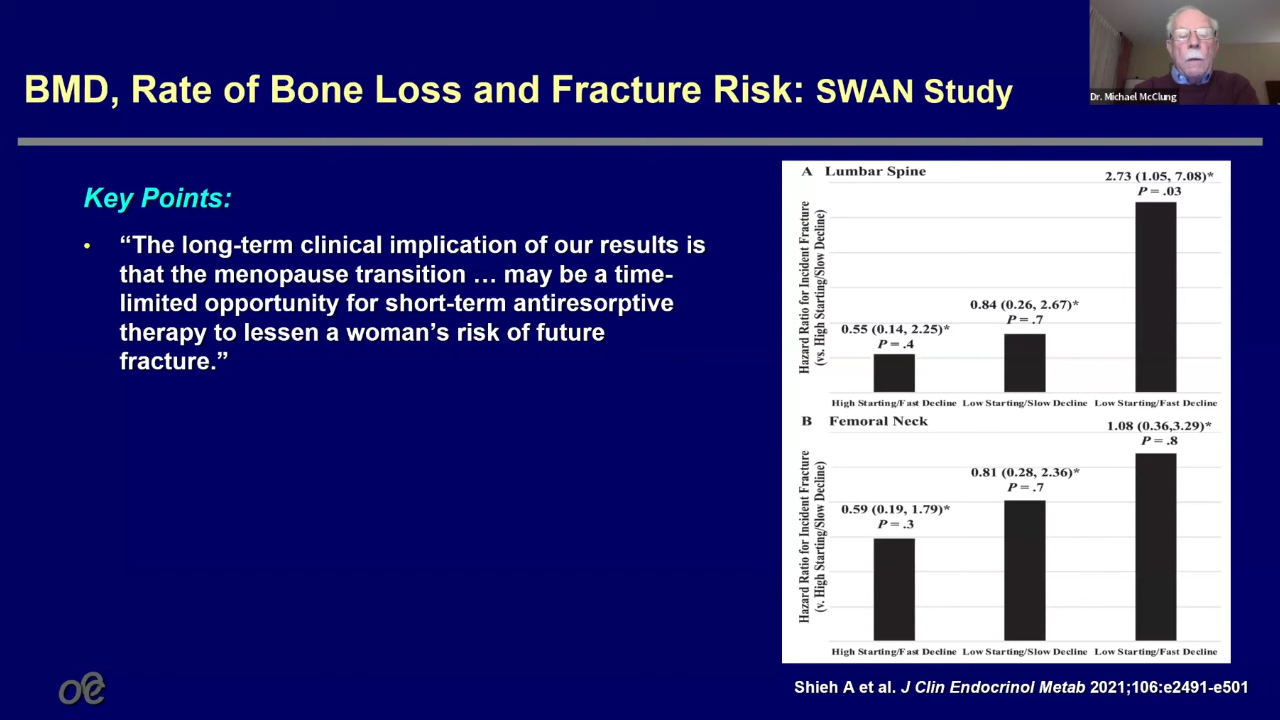 Dr. Michael McClung
BMD, Rate of Bone Loss and Fracture Risk: SWAN Study
Key Points:
• “The long-term clinical implication of our results is
that the menopause transition … may be a time-
limited opportunity for short-term antiresorptive
therapy to lessen a woman’s risk of future
fracture.”
A Lumbar Spine
Hazard Ratio for Incident Fracture
(vs. High Starting/Slow Decline)
0.55 (0.14, 2.25)*
P = .4
0.84 (0.26, 2.67)*
P = .7
2.73 (1.05, 7.08)*
P = .03
High Starting/Fast Decline Low Starting/Slow Decline Low Starting/Fast Decline
B Femoral Neck
Hazard Ratio for Incident Fracture
(v. High Starting/Slow Decline)
0.59 (0.19, 1.79)*
P = .3
0.81 (0.28, 2.36)*
P = .7
1.08 (0.36,3.29)*
P = .8
High Starting/Fast Decline Low Starting/Slow Decline Low Starting/Fast Decline
oe
Shieh A et al. J Clin Endocrinol Metab 2021;106:e2491-e501